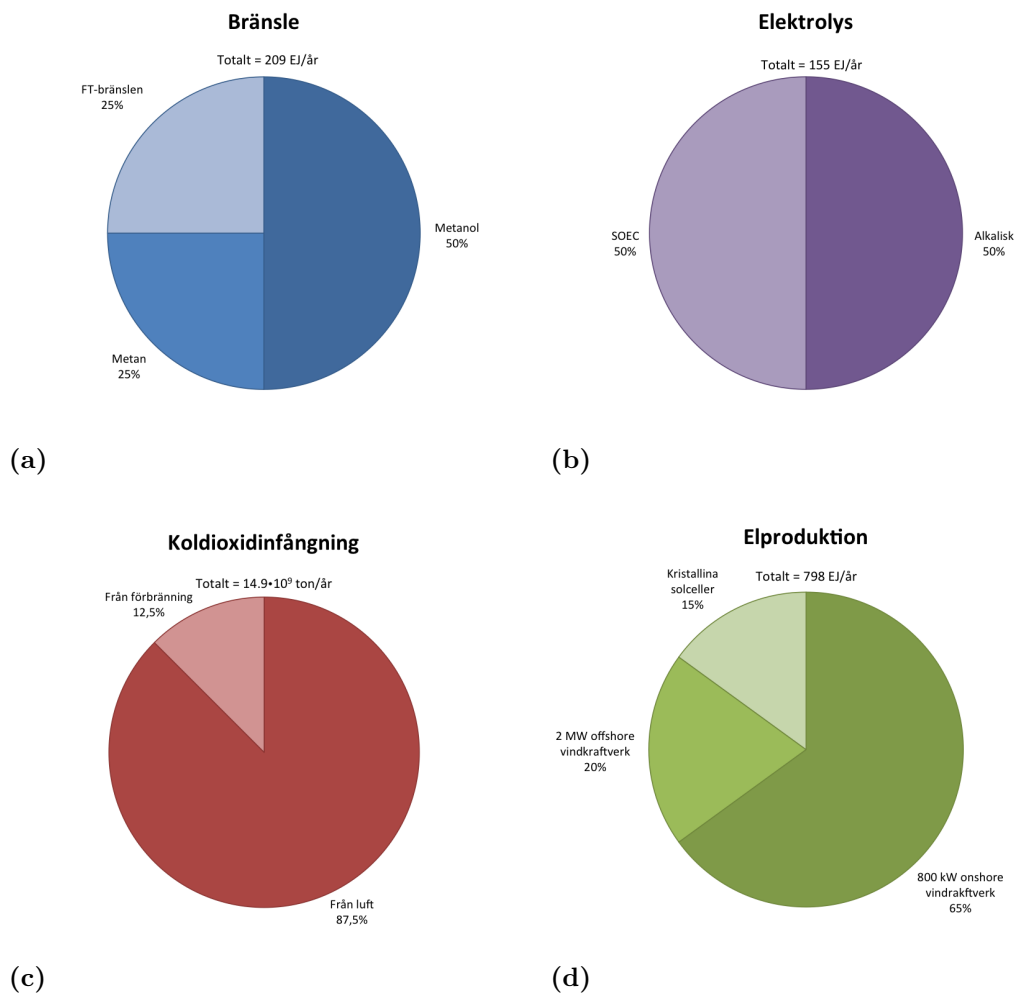 Bränsle
Totalt = 209 EJ/år
FT-bränslen
25%
Metanol
50%
Metan
25%
(a)
Elektrolys
Totalt = 155 EJ/år
SOEC
50%
Alkalisk
50%
(b)
Koldioxidinfångning
Totalt = 14.9•10⁹ ton/år
Från förbränning
12,5%
Från luft
87,5%
(c)
Elproduktion
Kristallina
solceller
15%
Totalt = 798 EJ/år
2 MW offshore
vindkraftverk
20%
800 kW onshore
vindrakftverk
65%
(d)